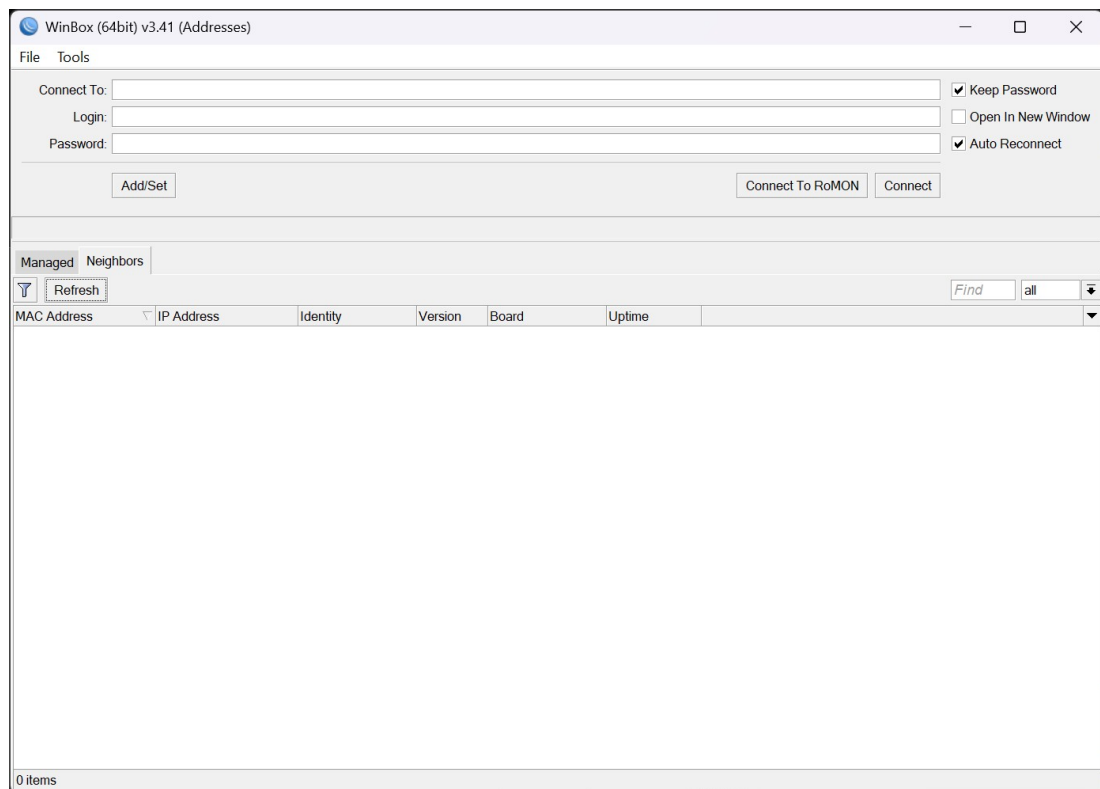 WinBox (64bit) v3.41 (Addresses)
File Tools
Connect To: Keep Password
Login: Open In New Window
Password: Auto Reconnect
Add/Set Connect To RoMON Connect
Managed Neighbors
Refresh Find all
MAC Address IP Address Identity Version Board Uptime
0 items